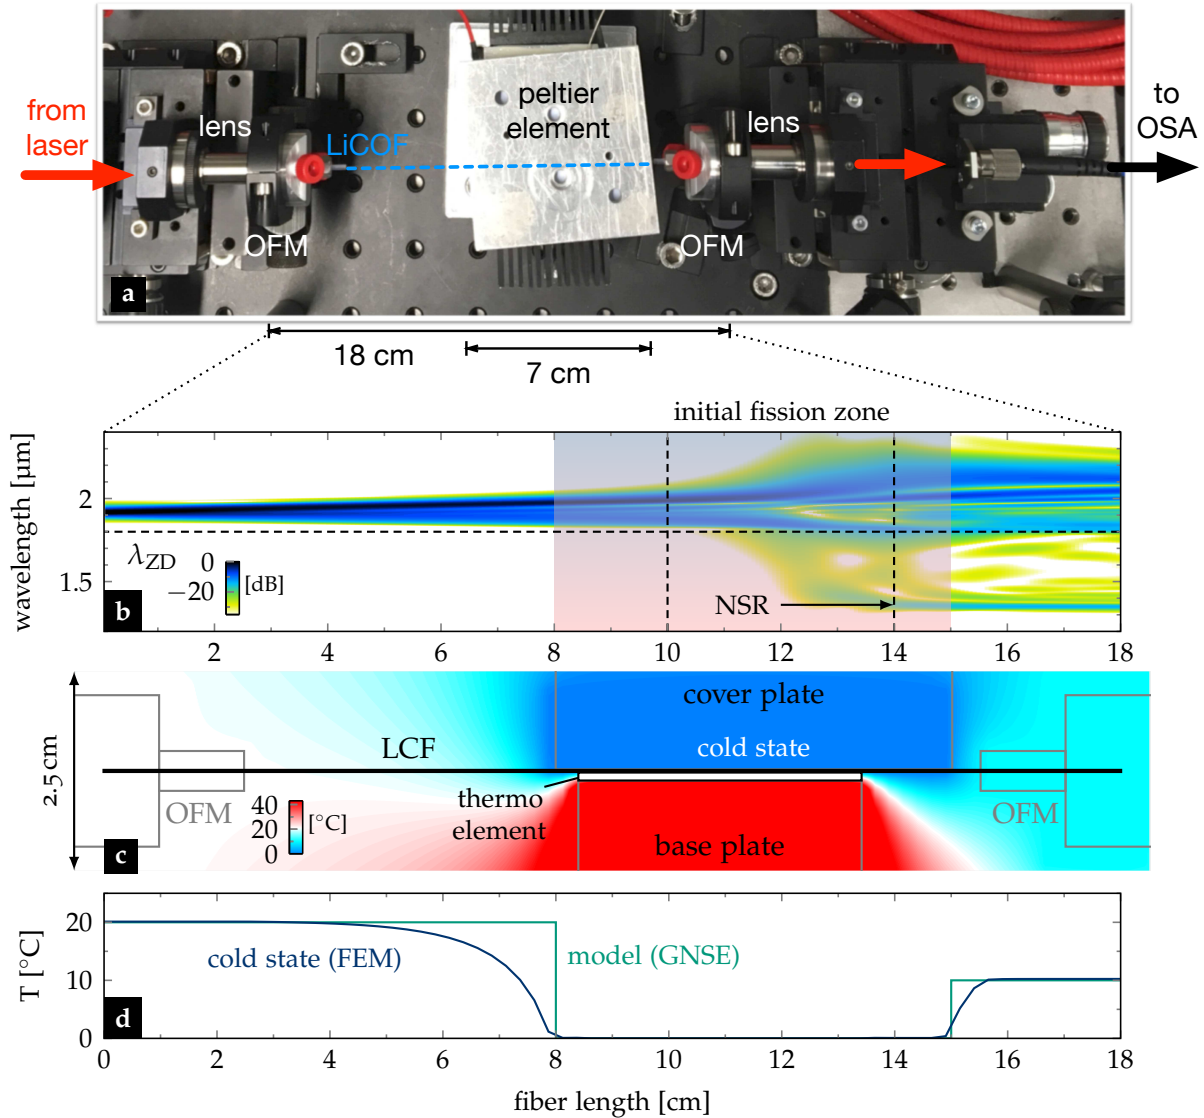 from
laser
lens
LiCOF
OFM
peltier
element
lens
OFM
to
OSA
a
18 cm
7 cm
initial fission zone
wavelength [μm]
2
1.5
λZD
0
−20
[dB]
NSR
b
2 4 6 8 10 12 14 16 18
2.5 cm
cover plate
LCF
cold state
OFM
thermo
element
OFM
40
20
0
[°C]
base plate
c
T [°C]
20
10
0
cold state (FEM)
model (GNSE)
d
0 2 4 6 8 10 12 14 16 18
fiber length [cm]